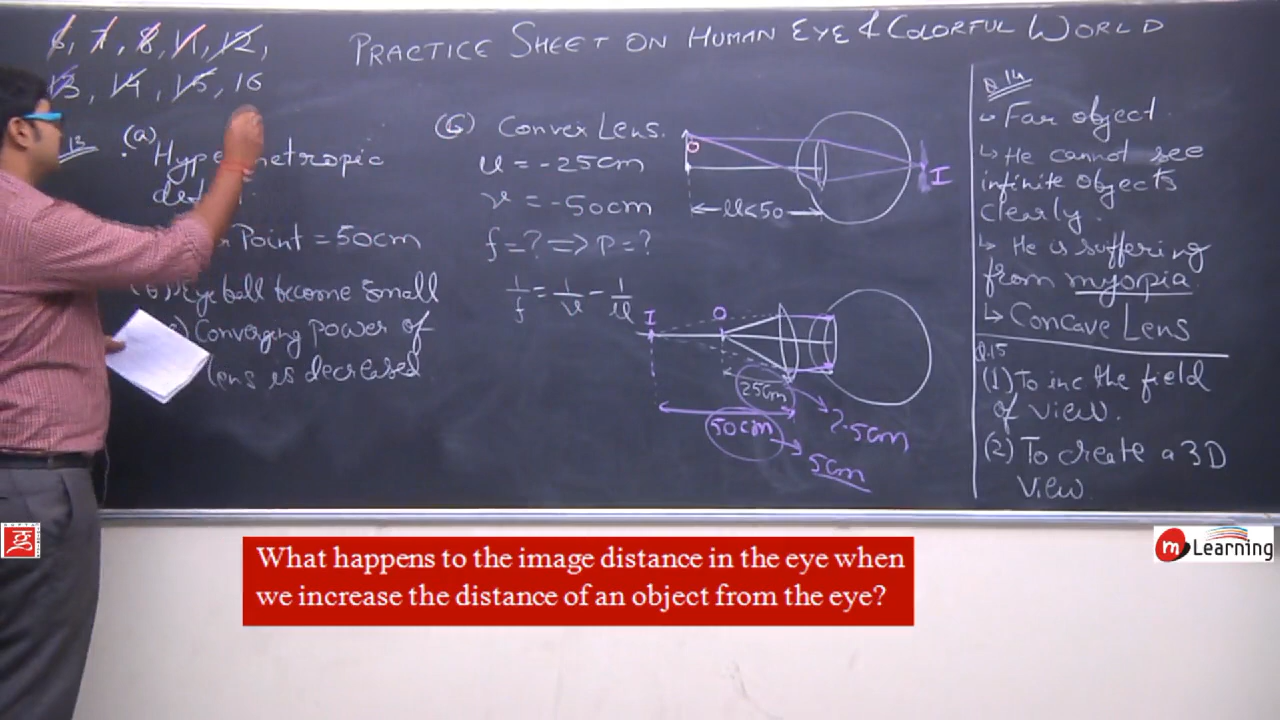 6, 7, 8, 11, 12,
13, 14, 15, 16
PRACTICE SHEET ON HUMAN EYE & COLORFUL WORLD
13
(a) Hypermetropic
Point = 50cm
(b) Eye ball become small
Converging power of
lens is decreased
(6) Convex Lens.
u = -25cm
v = -50cm
f = ? => P = ?
1/f = 1/v - 1/u
O
I
u<50
I
O
25cm
50cm
2.5cm
5cm
Q.14
↳ Far object.
↳ He cannot see
infinite objects
clearly.
↳ He is suffering
from myopia.
↳ Concave Lens
Q.15
(1) To inc the field
of view.
(2) To create a 3D
view.
What happens to the image distance in the eye when
we increase the distance of an object from the eye?
GUPTA
m Learning